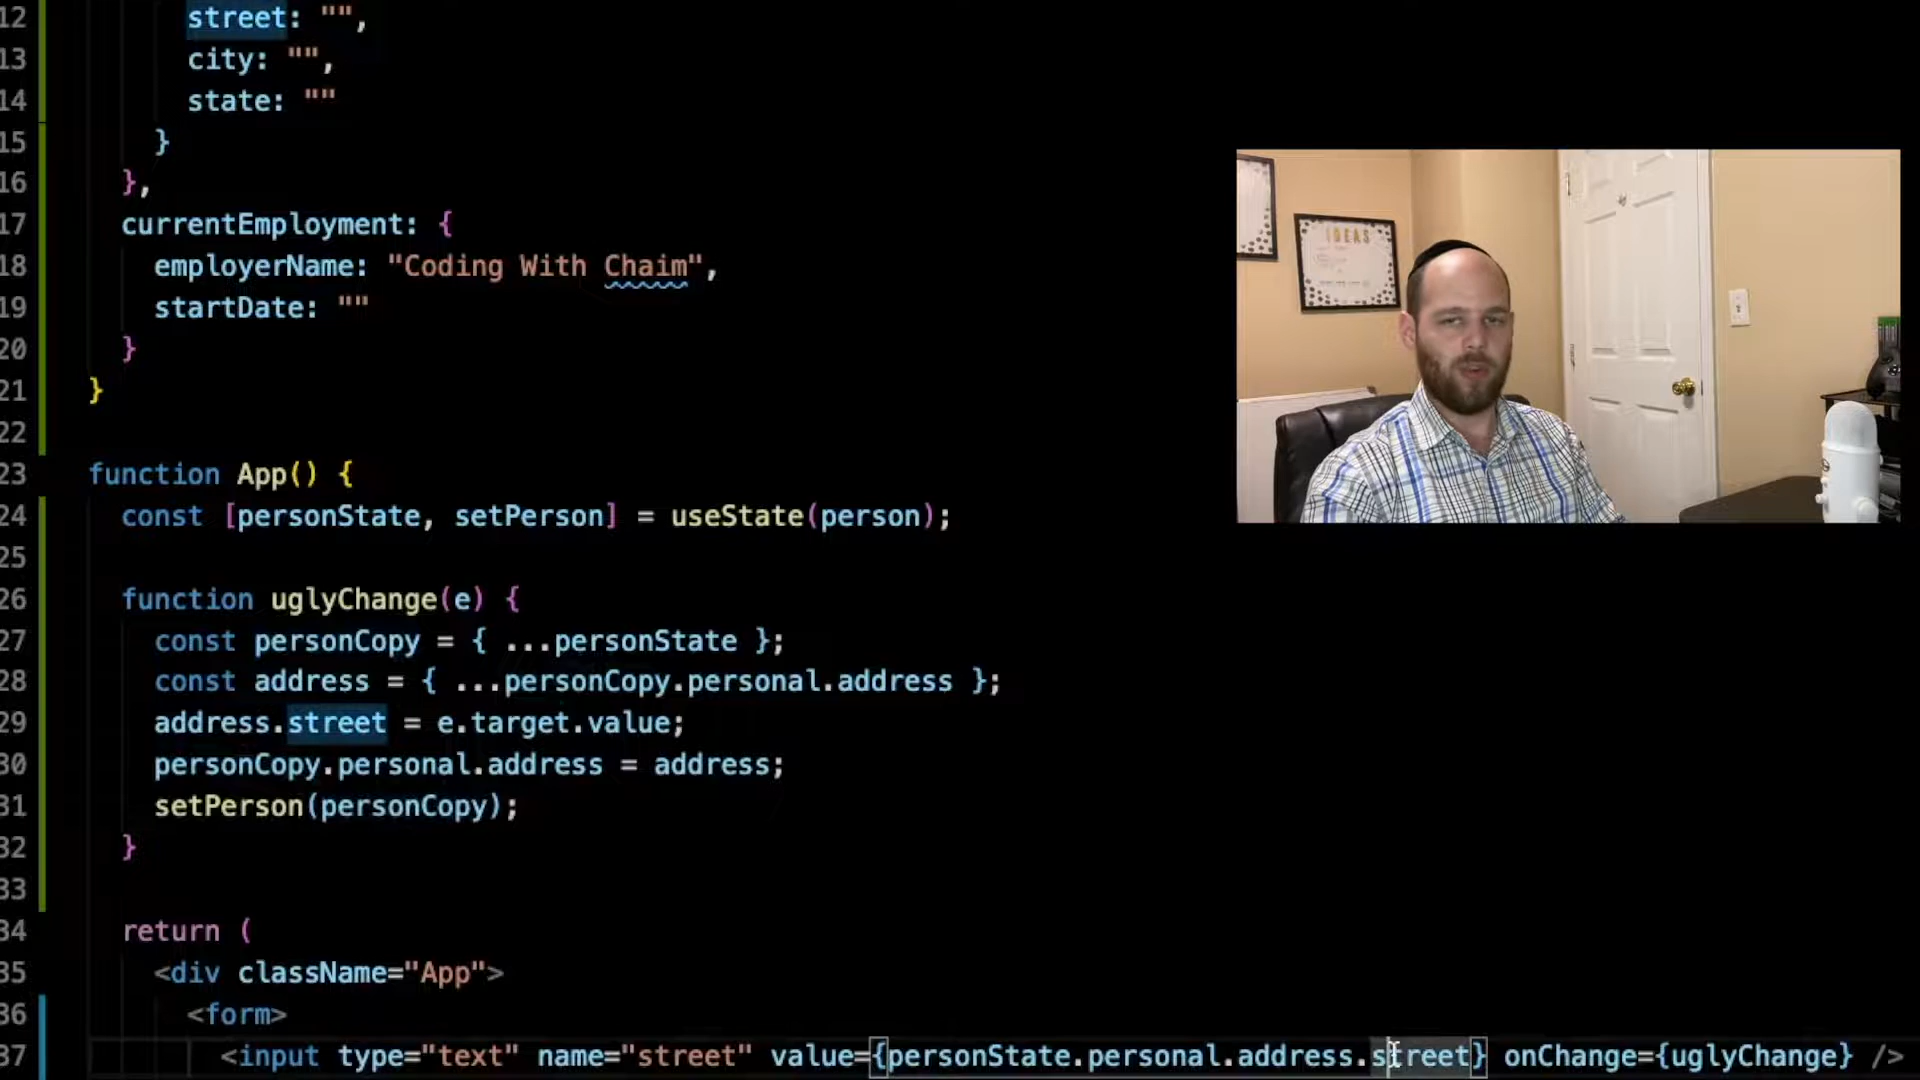 12 street: "",
13 city: "",
14 state: ""
15 }
16 },
17 currentEmployment: {
18 employerName: "Coding With Chaim",
19 startDate: ""
20 }
21 }
22
23 function App() {
24 const [personState, setPerson] = useState(person);
25
26 function uglyChange(e) {
27 const personCopy = { ...personState };
28 const address = { ...personCopy.personal.address };
29 address.street = e.target.value;
30 personCopy.personal.address = address;
31 setPerson(personCopy);
32 }
33
34 return (
35 <div className="App">
36 <form>
37 <input type="text" name="street" value={personState.personal.address.street} onChange={uglyChange} />
IDEAS